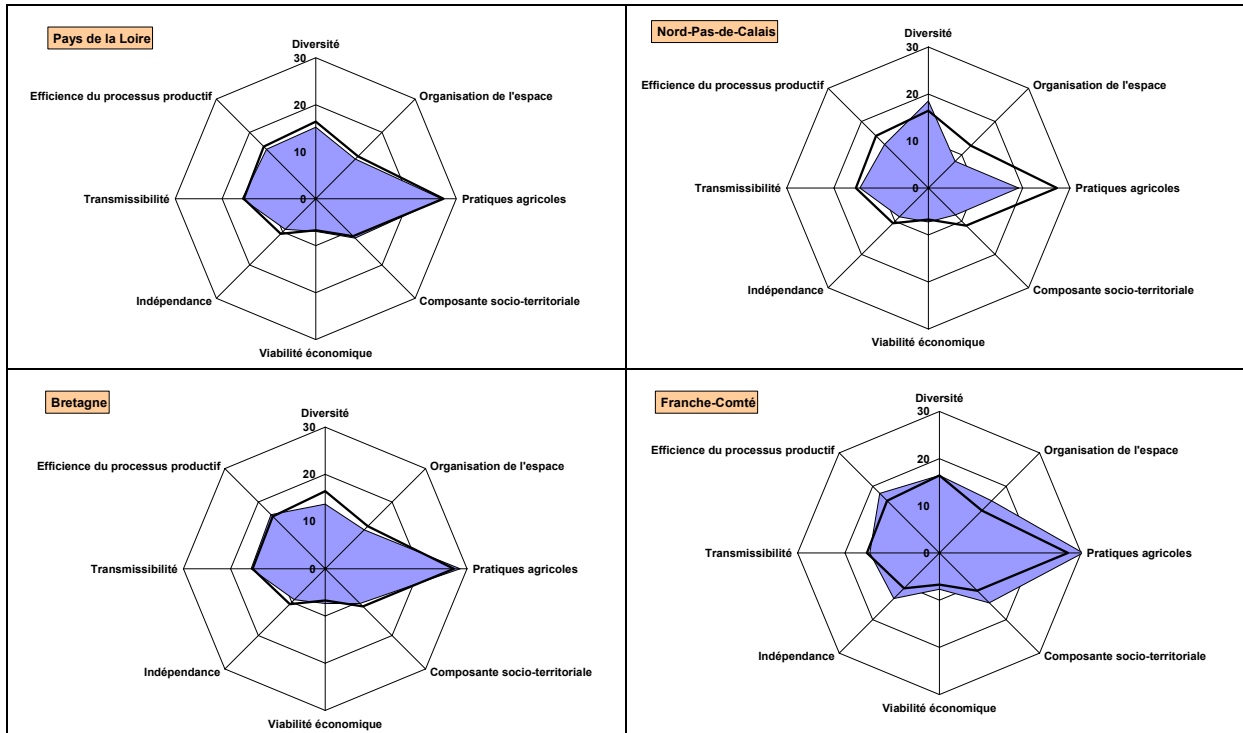 Pays de la Loire
Diversité
30
Efficience du processus productif
Organisation de l'espace
20
10
Transmissibilité
0
Pratiques agricoles
Indépendance
Composante socio-territoriale
Viabilité économique
Nord-Pas-de-Calais
Diversité
30
Efficience du processus productif
Organisation de l'espace
20
10
Transmissibilité
0
Pratiques agricoles
Indépendance
Composante socio-territoriale
Viabilité économique
Bretagne
Diversité
30
Efficience du processus productif
Organisation de l'espace
20
10
Transmissibilité
0
Pratiques agricoles
Indépendance
Composante socio-territoriale
Viabilité économique
Franche-Comté
Diversité
30
Efficience du processus productif
Organisation de l'espace
20
10
Transmissibilité
0
Pratiques agricoles
Indépendance
Composante socio-territoriale
Viabilité économique